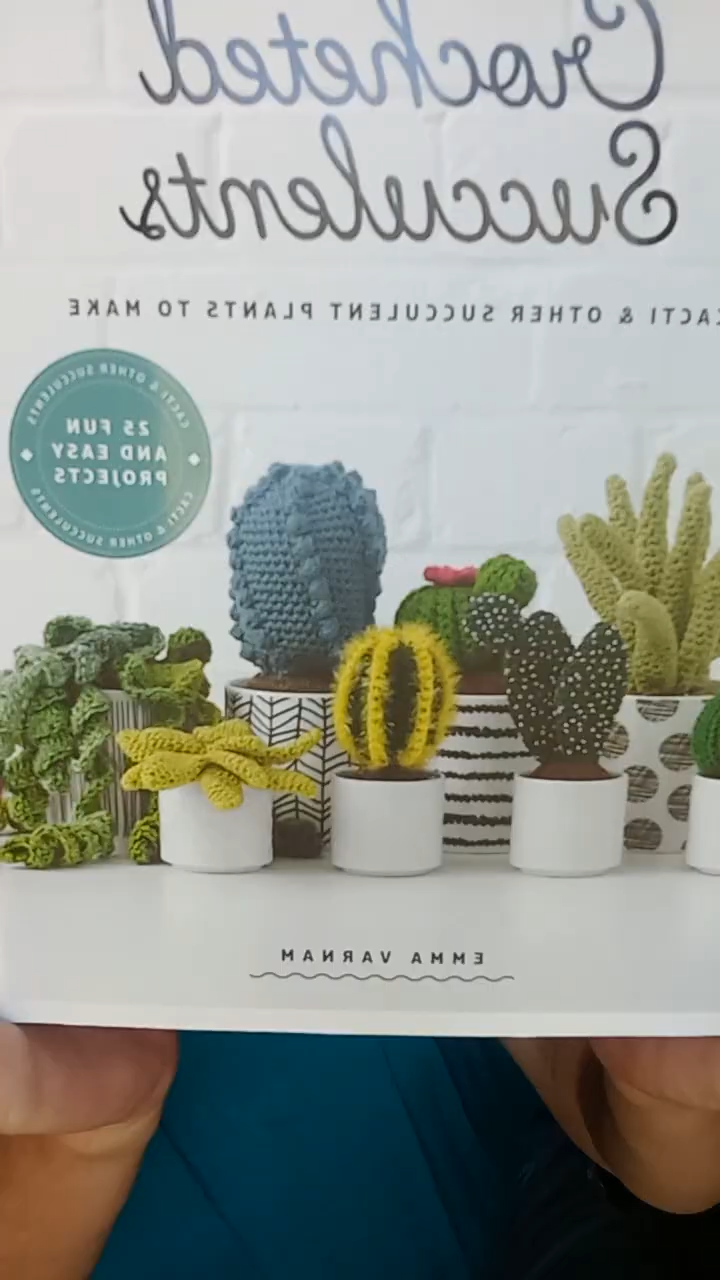 Crocheted
Succulents
CACTI & OTHER SUCCULENT PLANTS TO MAKE
CACTI & OTHER SUCCULENTS
25 FUN
AND EASY
PROJECTS
CACTI & OTHER SUCCULENTS
EMMA VARNAM